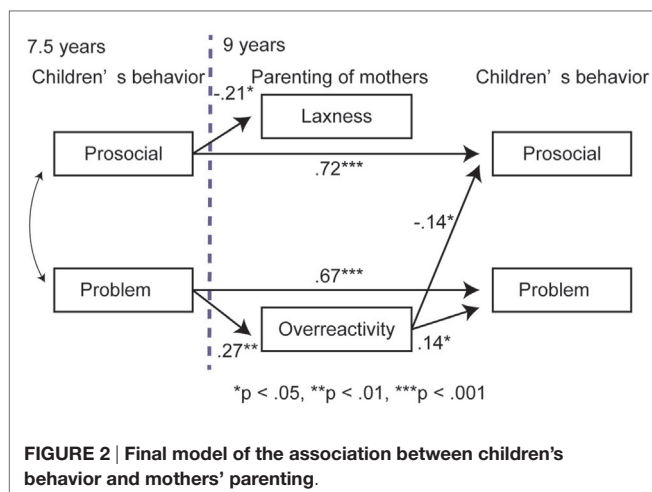 7.5 years
9 years
Children' s behavior
Parenting of mothers
Children' s behavior
-.21*
Laxness
Prosocial
Prosocial
.72***
-.14*
.67***
Problem
Problem
Overreactivity
.27**
.14*
*p < .05, **p < .01, ***p < .001
FIGURE 2 | Final model of the association between children’s
behavior and mothers’ parenting.